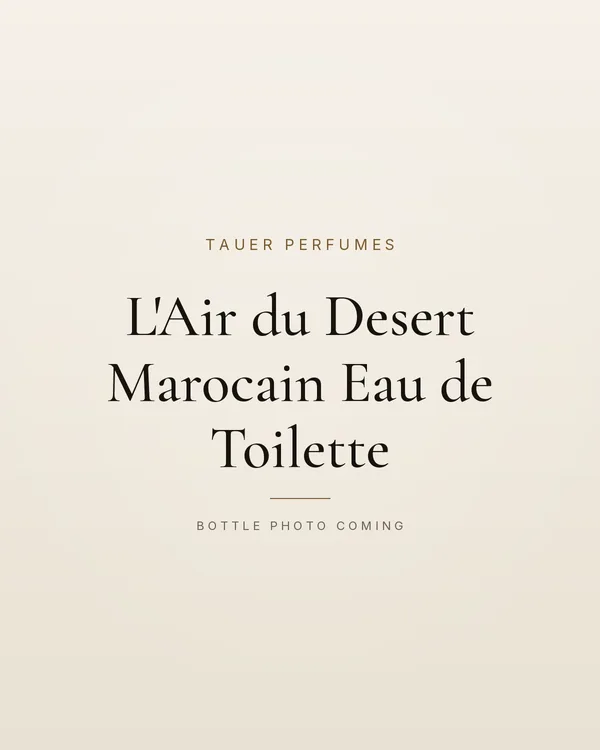 TAUER PERFUMES
L'Air du Desert
Marocain Eau de
Toilette
BOTTLE PHOTO COMING